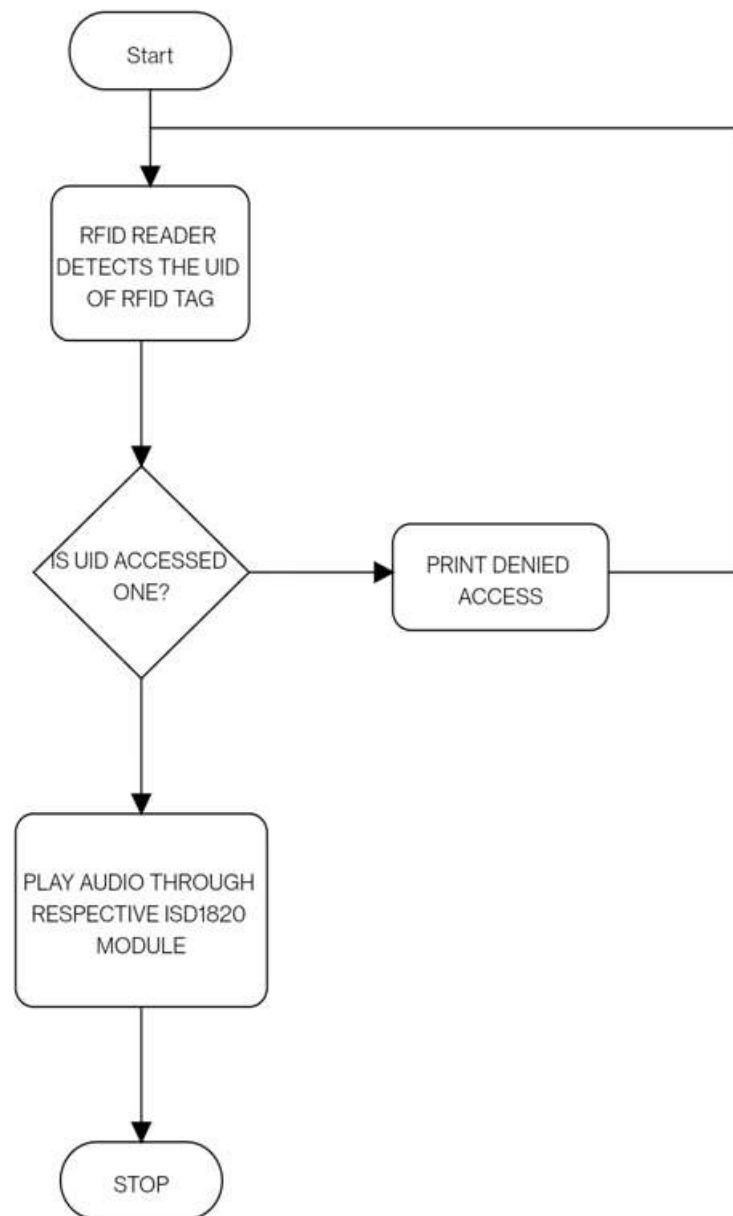 Start
RFID READER
DETECTS THE UID
OF RFID TAG
IS UID ACCESSED
ONE?
PRINT DENIED
ACCESS
PLAY AUDIO THROUGH
RESPECTIVE ISD1820
MODULE
STOP